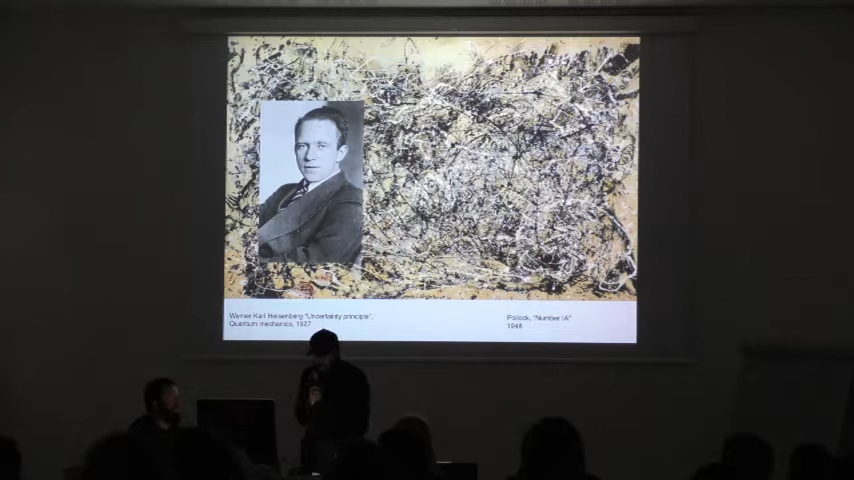 Werner Karl Heisenberg "Uncertainty principle",
Quantum mechanics, 1927
Pollock, "Number IA"
1948